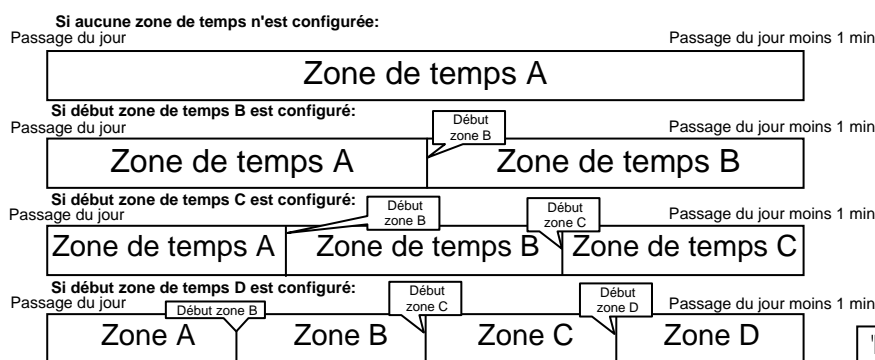 Si aucune zone de temps n'est configurée:
Passage du jour Passage du jour moins 1 min
Zone de temps A
Si début zone de temps B est configuré:
Passage du jour Début zone B Passage du jour moins 1 min
Zone de temps A Zone de temps B
Si début zone de temps C est configuré:
Passage du jour Début zone B Début zone C Passage du jour moins 1 min
Zone de temps A Zone de temps B Zone de temps C
Si début zone de temps D est configuré:
Passage du jour Début zone B Début zone C Début zone D Passage du jour moins 1 min
Zone A Zone B Zone C Zone D